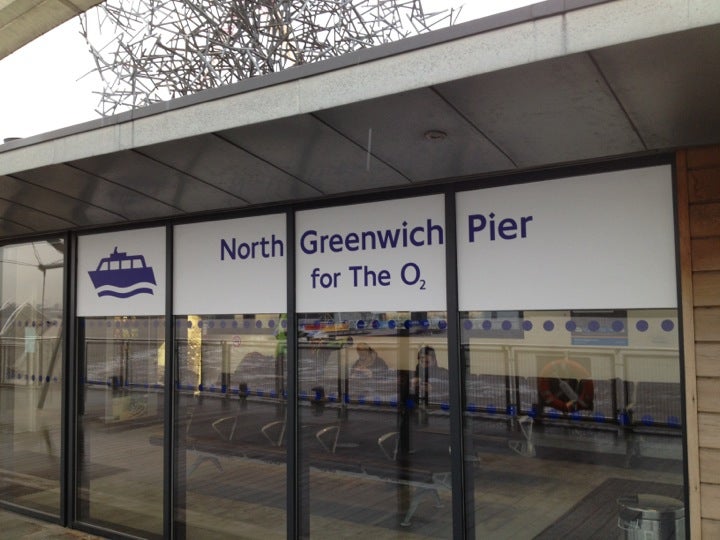 North Greenwich Pier
for The O₂